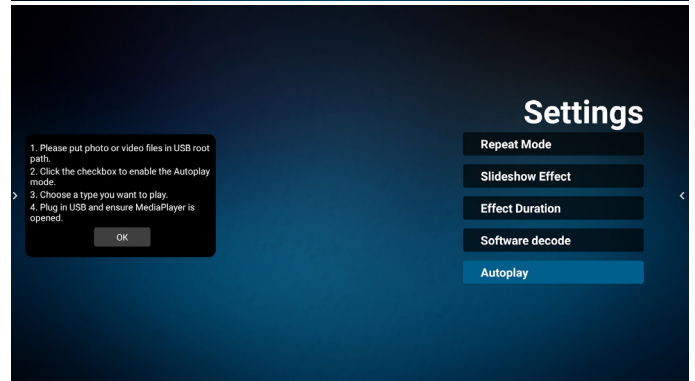 Settings
1. Please put photo or video files in USB root
path.
2. Click the checkbox to enable the Autoplay
mode.
3. Choose a type you want to play.
4. Plug in USB and ensure MediaPlayer is
opened.
OK
Repeat Mode
Slideshow Effect
Effect Duration
Software decode
Autoplay